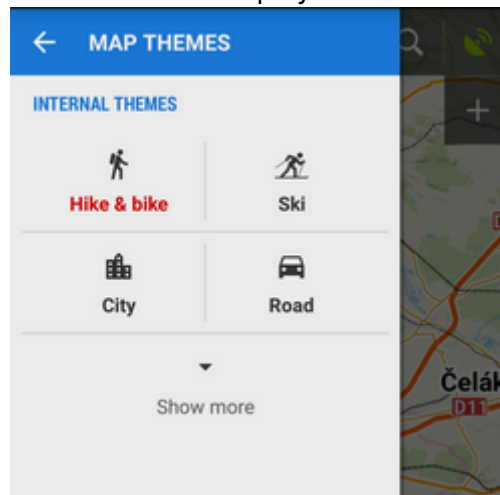 MAP THEMES
INTERNAL THEMES
Hike & bike
Ski
City
Road
Show more
Čelák
D11